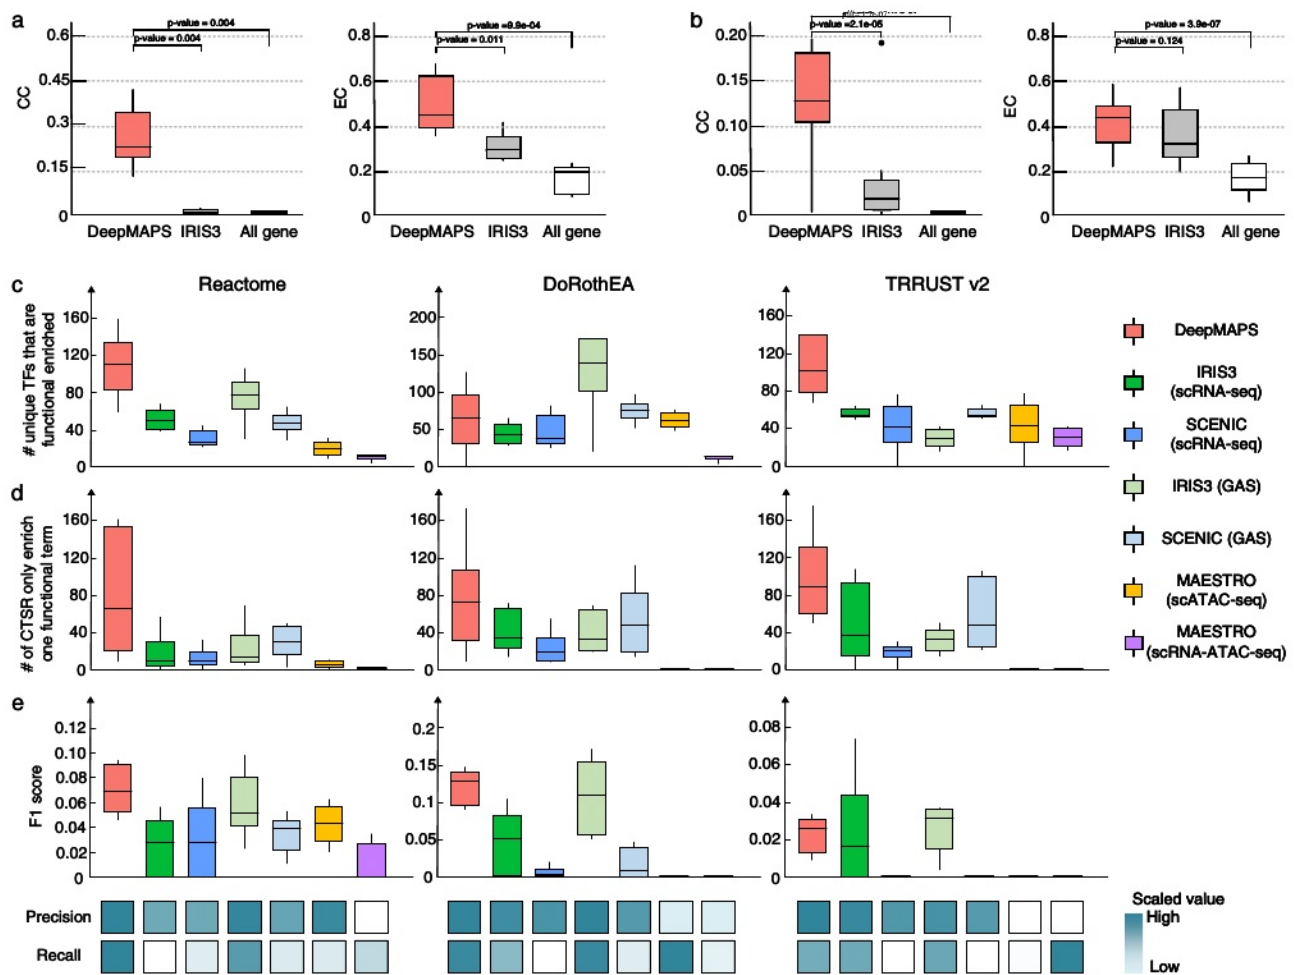 a
p-value = 0.004
p-value = 0.004
CC
0.6
0.45
0.3
0.15
0
DeepMAPS IRIS3 All gene
p-value =9.9e-04
p-value = 0.011
EC
0.8
0.6
0.4
0.2
0
DeepMAPS IRIS3 All gene
b
p-value =2.1e-06
CC
0.20
0.15
0.10
0.05
0
DeepMAPS IRIS3 All gene
p-value = 3.9e-07
p-value = 0.124
EC
0.8
0.6
0.4
0.2
0
DeepMAPS IRIS3 All gene
c
Reactome
DoRothEA
TRRUST v2
# unique TFs that are
functional enriched
160
120
80
40
0
200
150
100
50
0
160
120
80
40
0
d
# of CTSR only enrich
one functional term
160
120
80
40
0
160
120
80
40
0
160
120
80
40
0
e
F1 score
0.12
0.10
0.08
0.06
0.04
0.02
0
0.2
0.15
0.1
0.05
0
0.08
0.06
0.04
0.02
0
Precision
Recall
DeepMAPS
IRIS3
(scRNA-seq)
SCENIC
(scRNA-seq)
IRIS3 (GAS)
SCENIC (GAS)
MAESTRO
(scATAC-seq)
MAESTRO
(scRNA-ATAC-seq)
Scaled value
High
Low